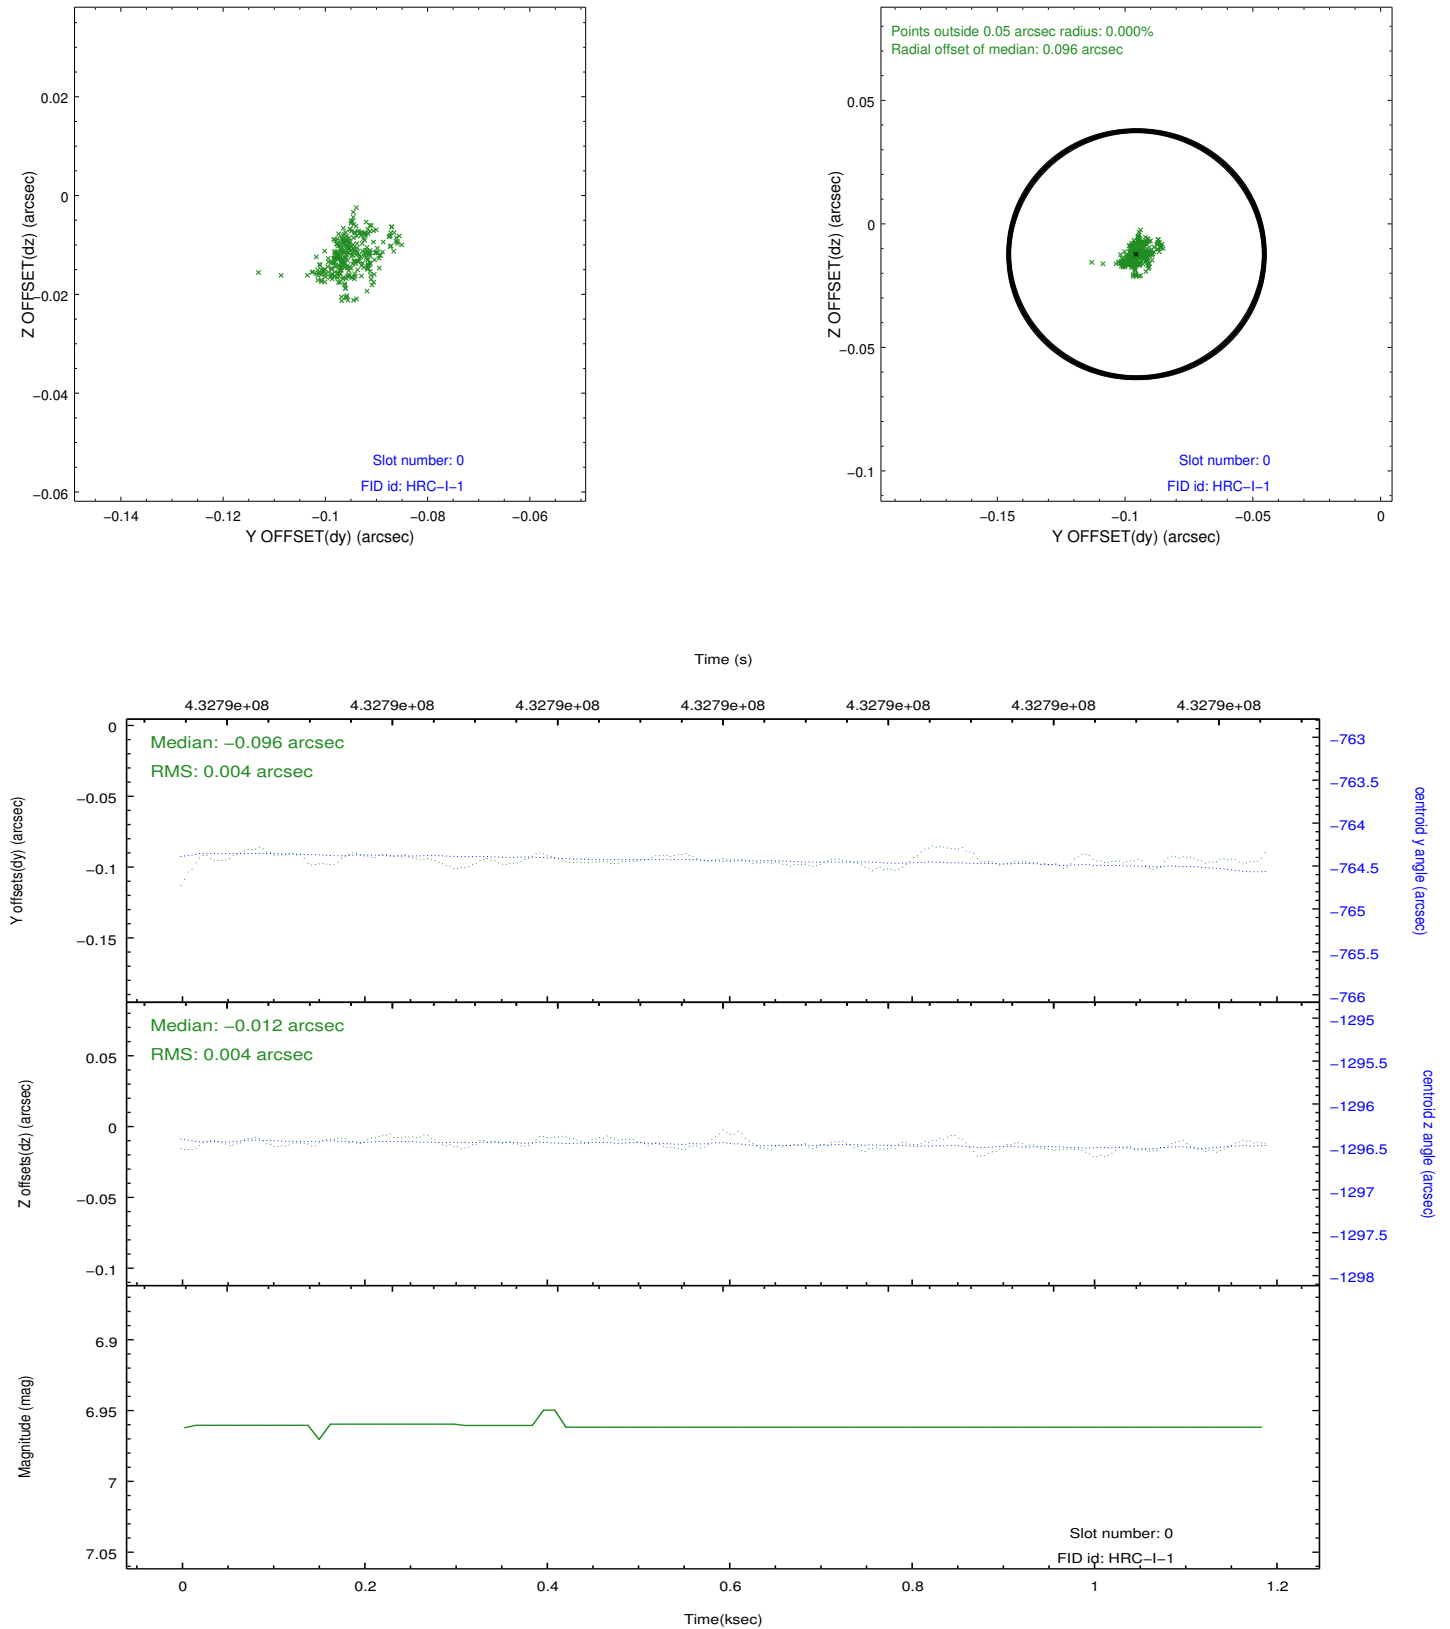 0.02
0
−0.02
−0.04
−0.06
Z OFFSET(dz) (arcsec)
Slot number: 0
FID id: HRC−I−1
−0.14
−0.12
−0.1
−0.08
−0.06
Y OFFSET(dy) (arcsec)
Points outside 0.05 arcsec radius: 0.000%
Radial offset of median: 0.096 arcsec
0.05
0
−0.05
−0.1
Z OFFSET(dz) (arcsec)
Slot number: 0
FID id: HRC−I−1
−0.15
−0.1
−0.05
0
Y OFFSET(dy) (arcsec)
Time (s)
4.3279e+08
4.3279e+08
4.3279e+08
4.3279e+08
4.3279e+08
4.3279e+08
4.3279e+08
Median: −0.096 arcsec
RMS: 0.004 arcsec
0
−0.05
−0.1
−0.15
Y offsets(dy) (arcsec)
−763
−763.5
−764
−764.5
−765
−765.5
−766
centroid y angle (arcsec)
Median: −0.012 arcsec
RMS: 0.004 arcsec
0.05
0
−0.05
−0.1
Z offsets(dz) (arcsec)
−1295
−1295.5
−1296
−1296.5
−1297
−1297.5
−1298
centroid z angle (arcsec)
6.9
6.95
7
7.05
Magnitude (mag)
Slot number: 0
FID id: HRC−I−1
0
0.2
0.4
0.6
0.8
1
1.2
Time(ksec)